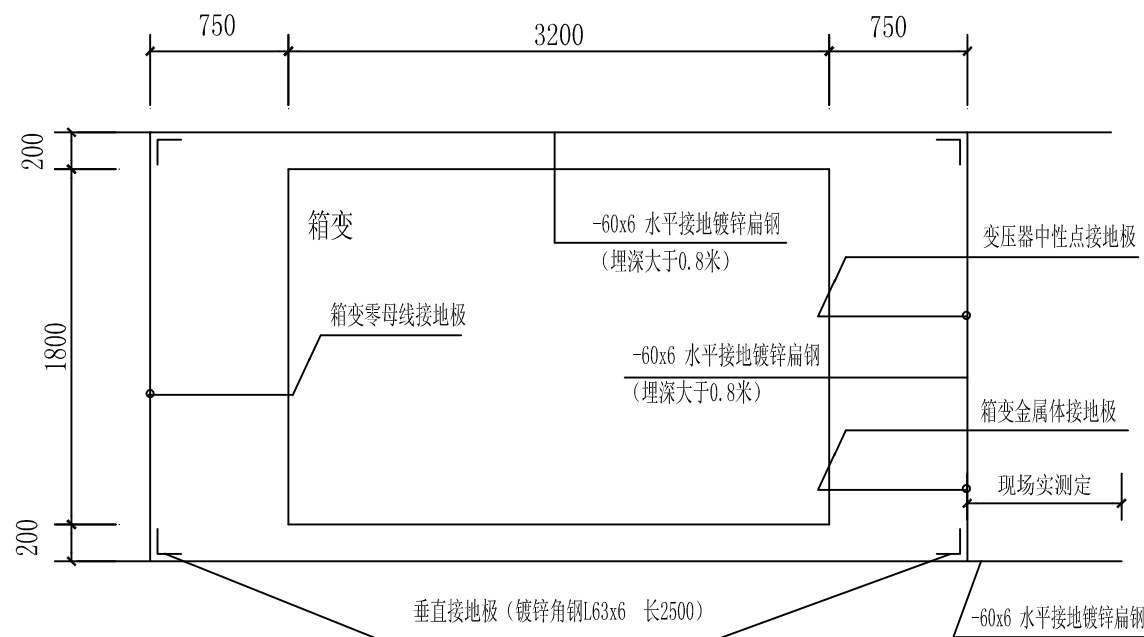 750
3200
750
200
箱变
-60x6 水平接地镀锌扁钢
(埋深大于0.8米)
变压器中性点接地极
箱变零母线接地极
1800
-60x6 水平接地镀锌扁钢
(埋深大于0.8米)
箱变金属体接地极
现场实测定
200
垂直接地极（镀锌角钢L63x6 长2500）
-60x6 水平接地镀锌扁钢